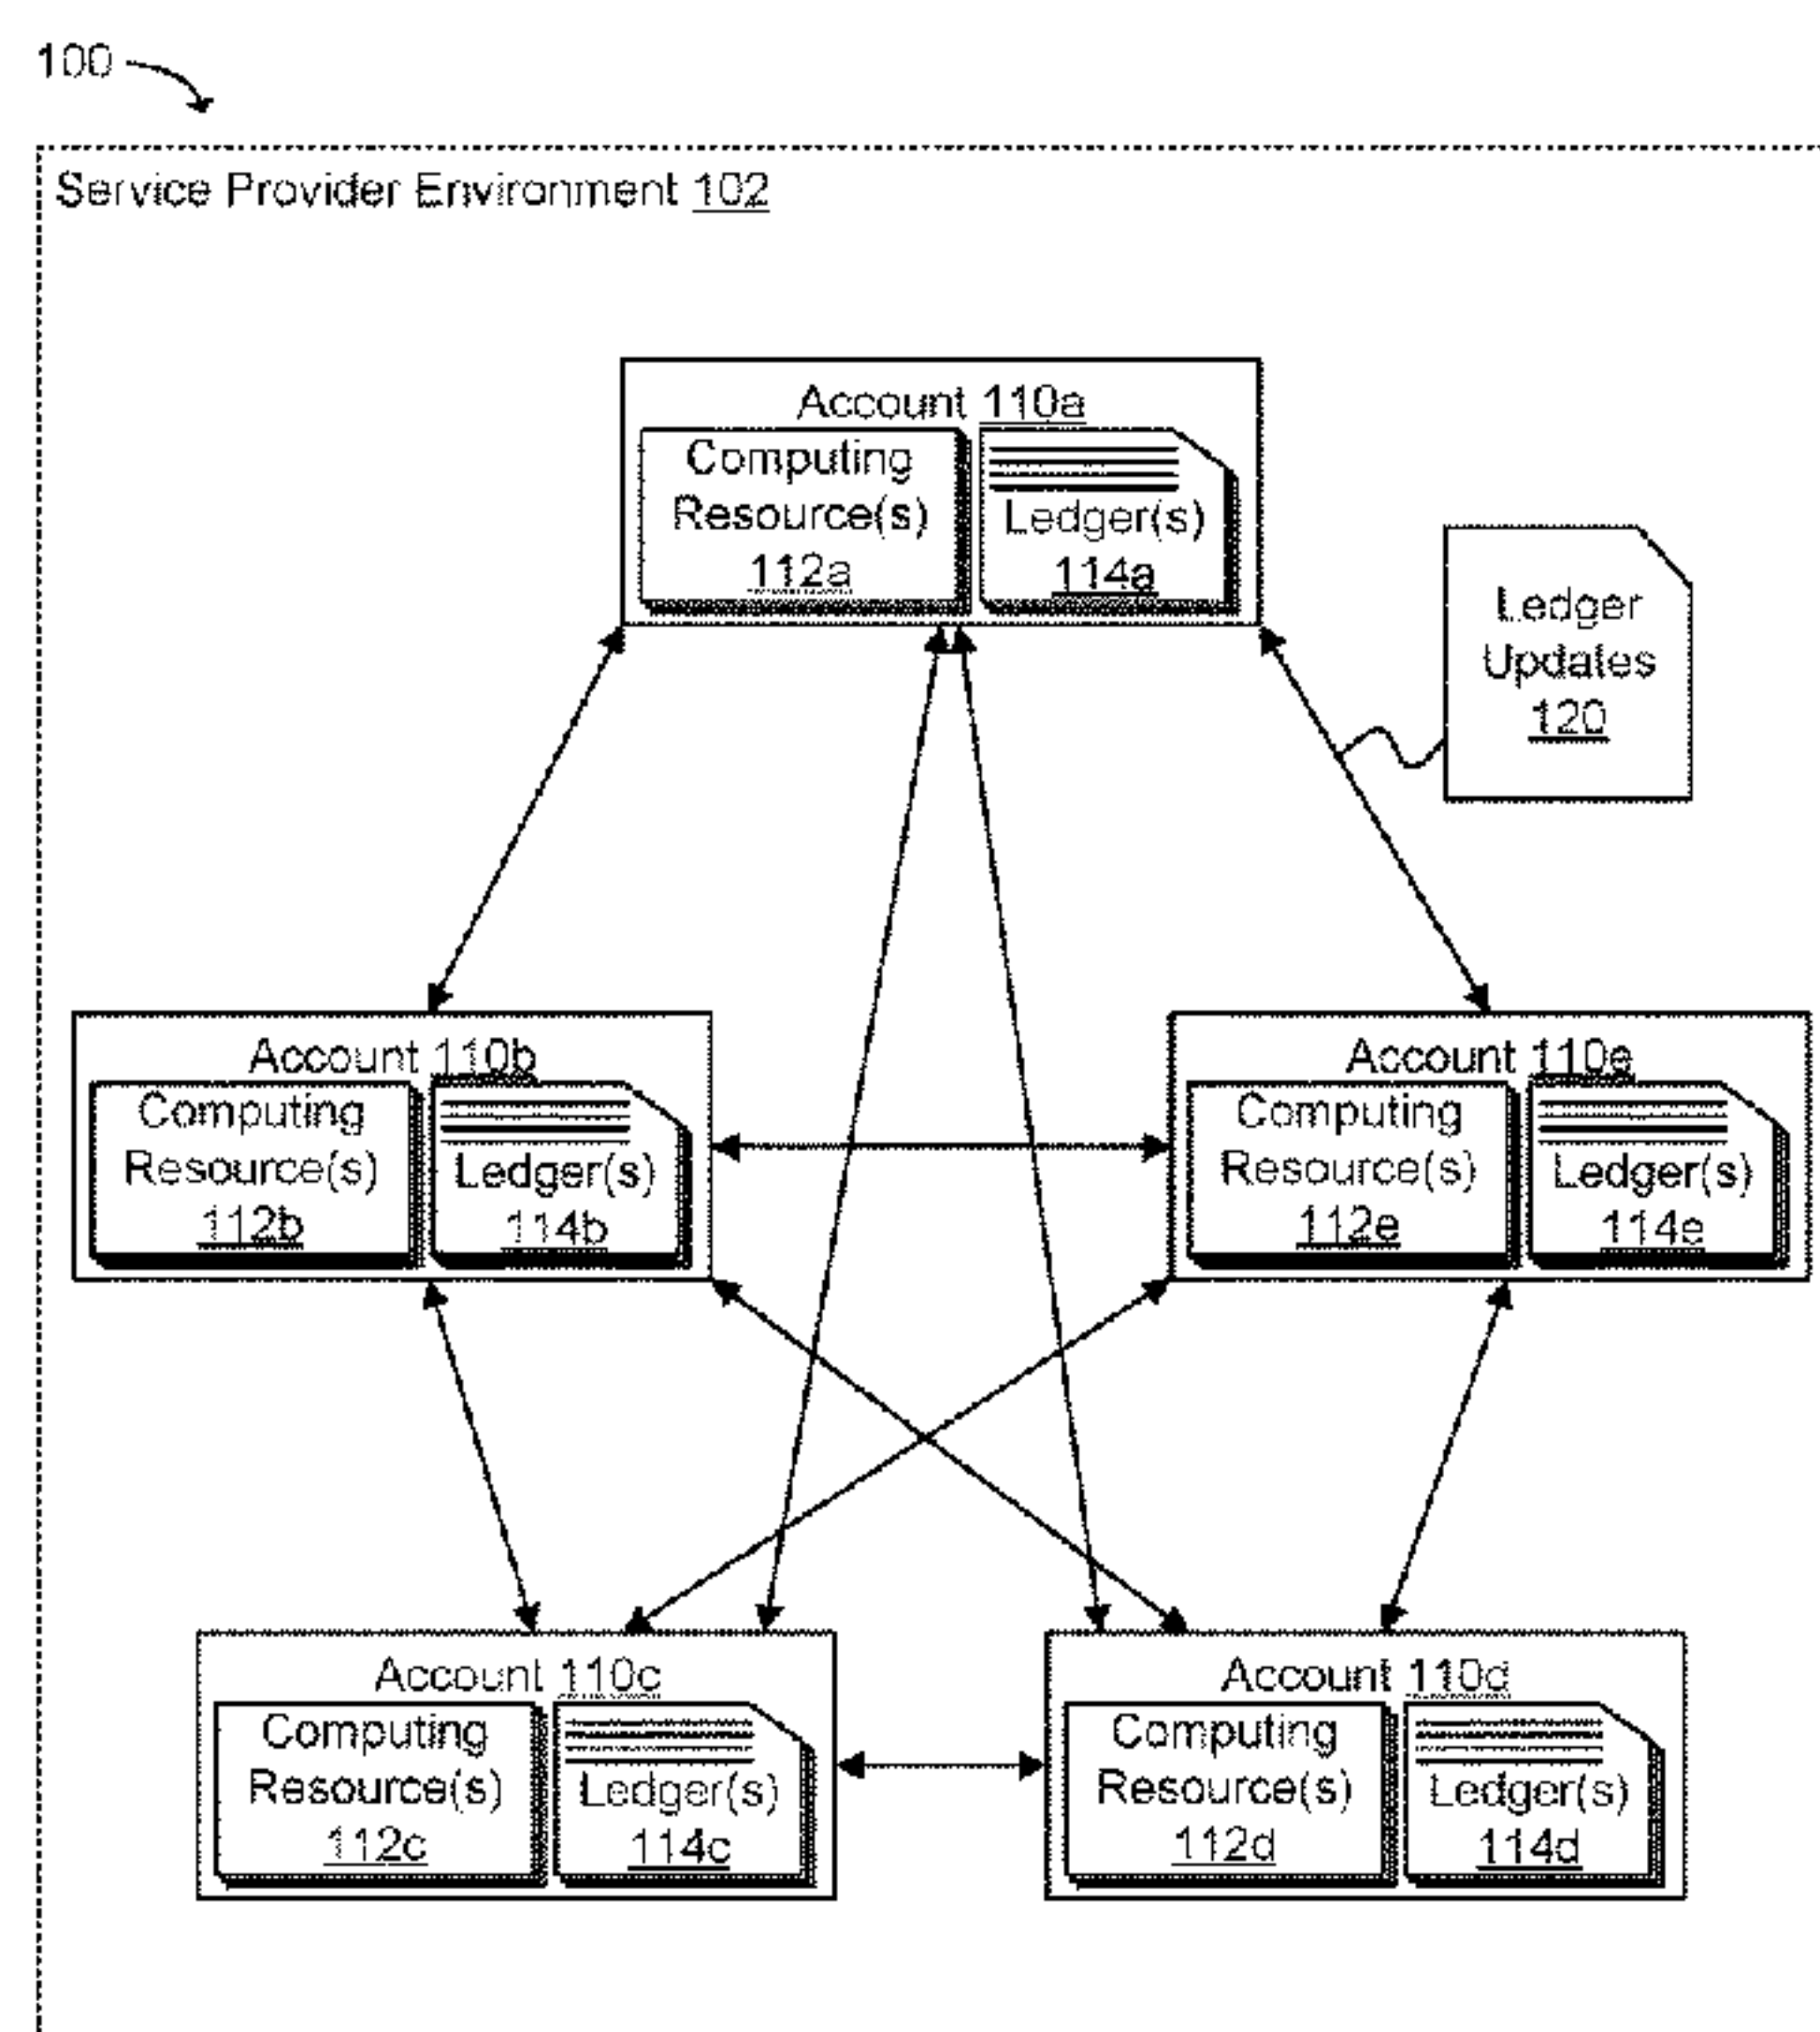 100
Service Provider Environment 102
Account 110a
Computing
Resource(s)
112a
Ledger(s)
114a
Ledger
Updates
120
Account 110b
Computing
Resource(s)
112b
Ledger(s)
114b
Account 110e
Computing
Resource(s)
112e
Ledger(s)
114e
Account 110c
Computing
Resource(s)
112c
Ledger(s)
114c
Account 110d
Computing
Resource(s)
112d
Ledger(s)
114d